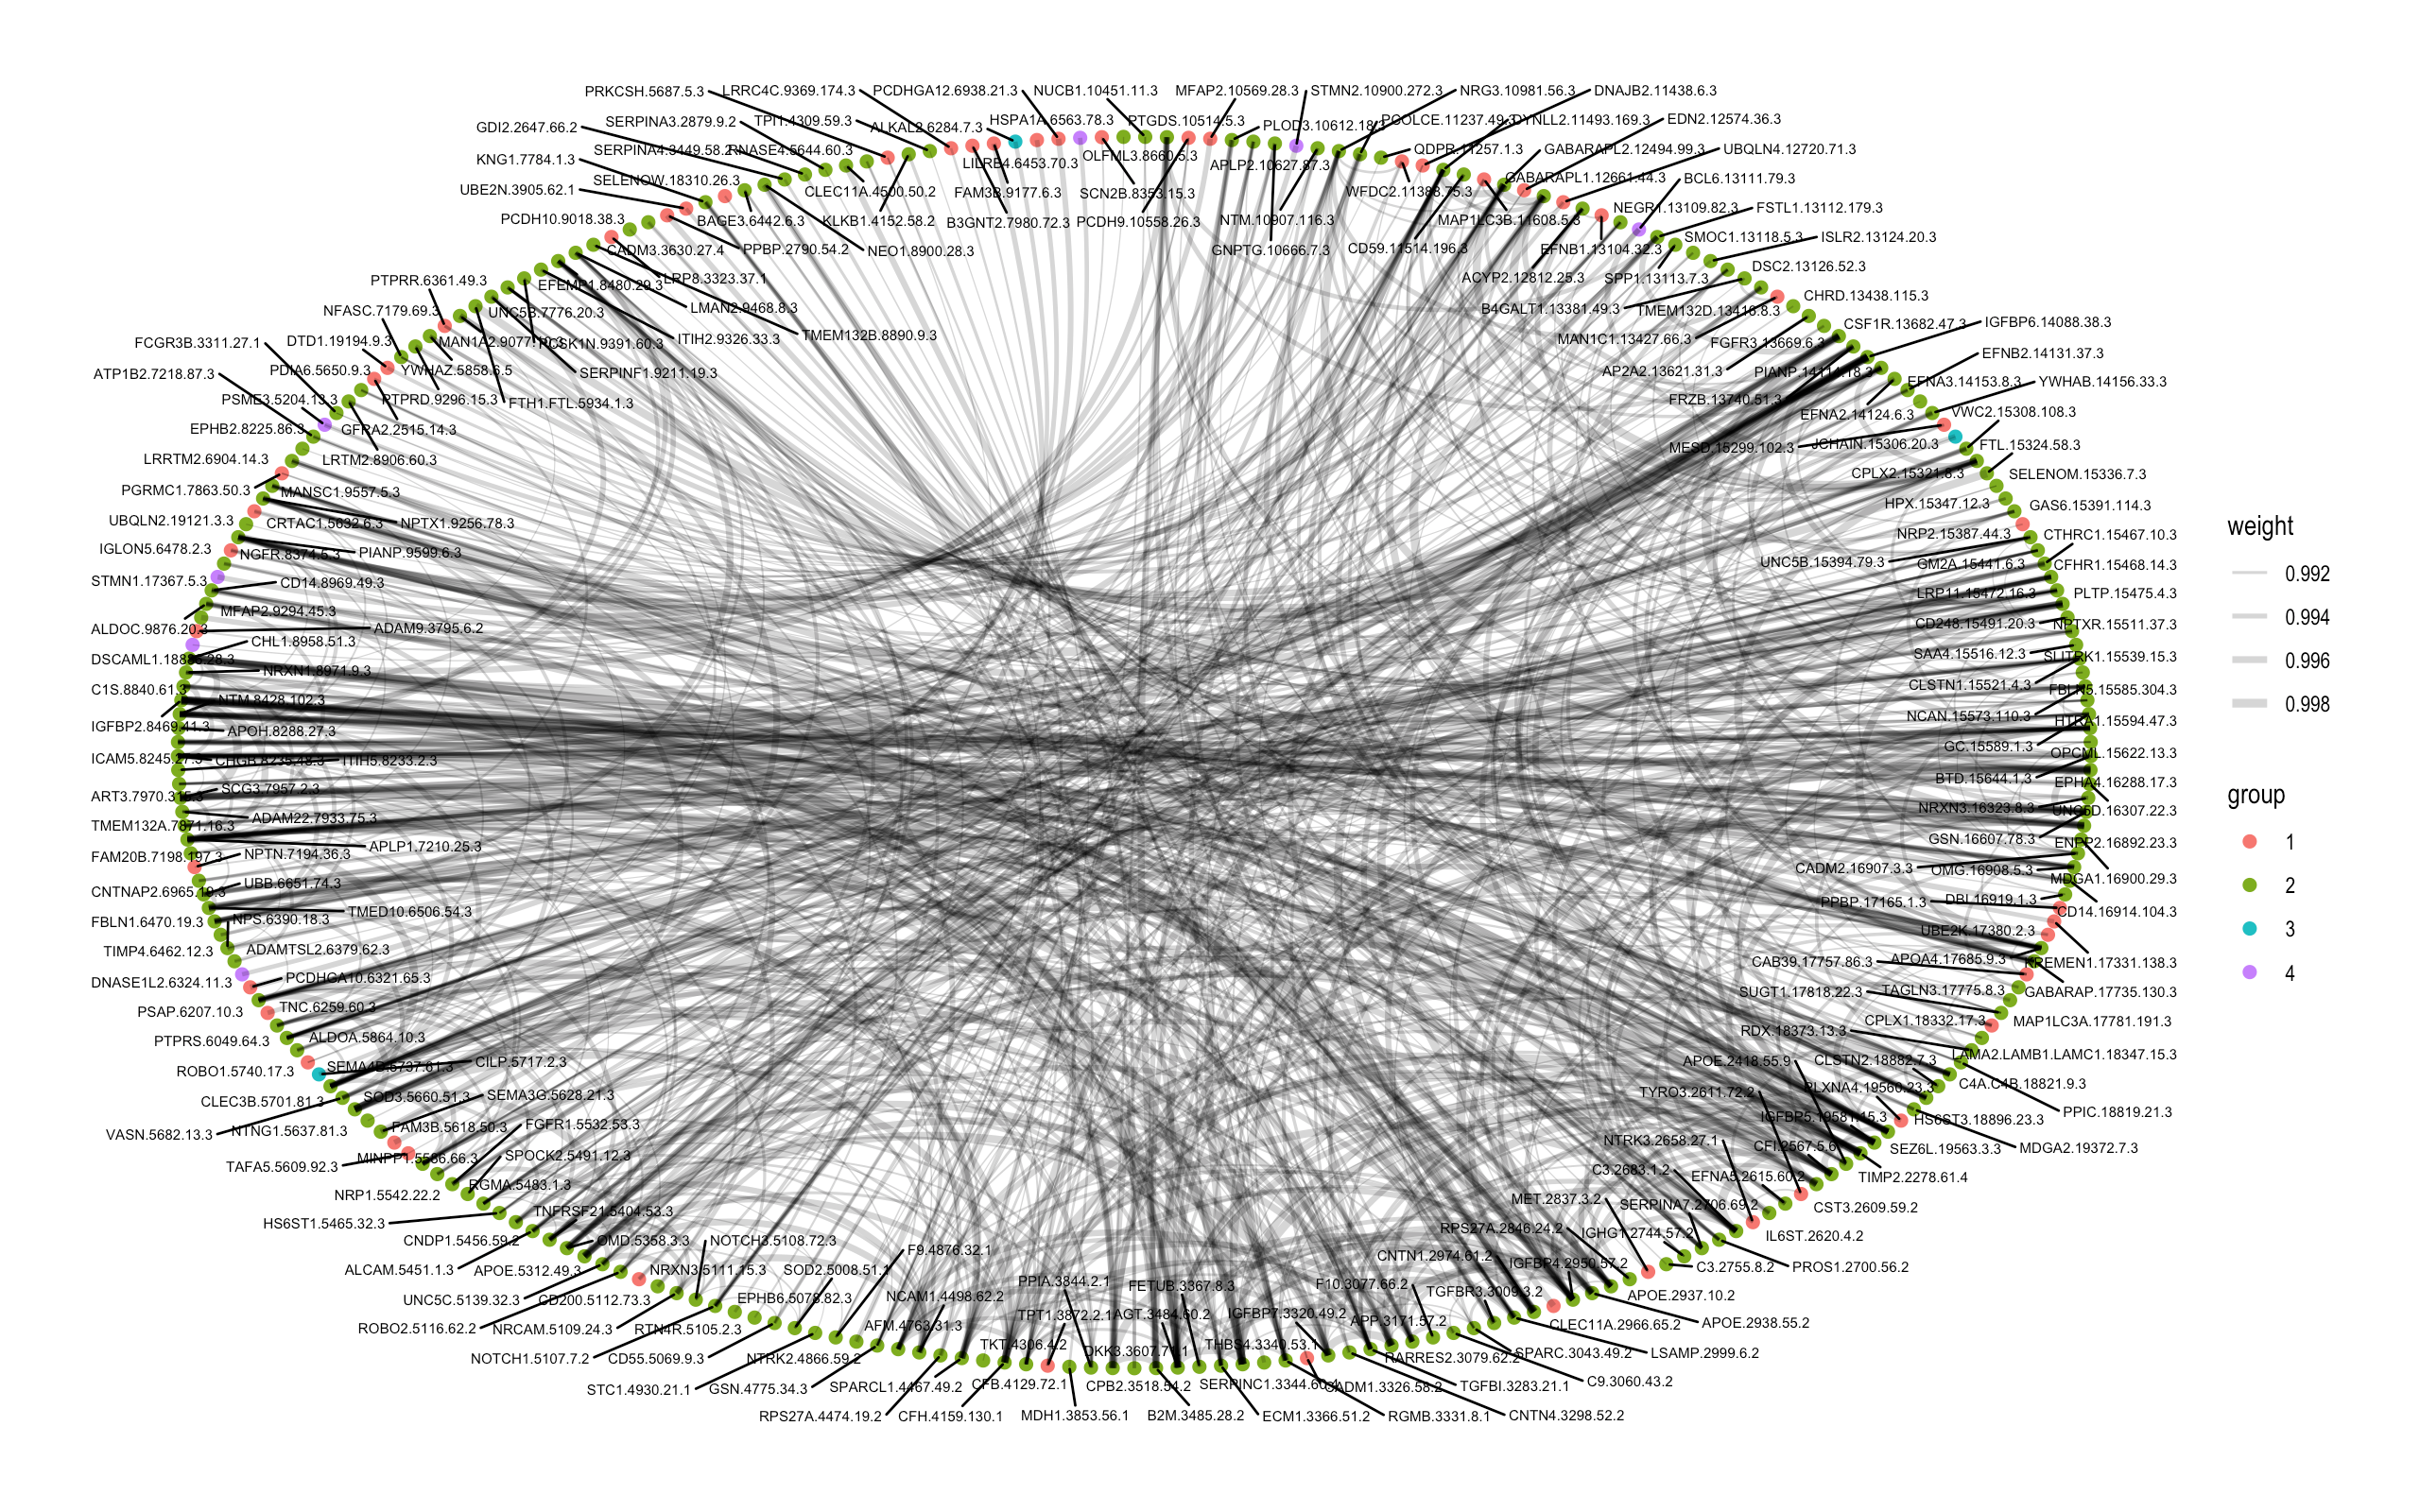 PRKCSH.5687.5.3
LRRC4C.9369.174.3
PCDHGA12.6938.21.3
NUCB1.10451.11.3
MFAP2.10569.28.3
STMN2.10900.272.3
NRG3.10981.56.3
DNAJB2.11438.6.3
GDI2.2647.66.2
SERPINA3.2879.9.2
TPI1.4309.59.3
ALKAL2.6284.7.3
HSPA1A.6563.78.3
PTGDS.10514.5.3
PLOD3.10612.18.3
PCOLCE.11237.49.3
DYNLL2.11493.169.3
EDN2.12574.36.3
KNG1.7784.1.3
SERPINA4.3449.58.2
RNASE4.5644.60.3
LILRB4.6453.70.3
OLFML3.8660.5.3
APLP2.10627.87.3
QDPR.11257.1.3
GABARAPL2.12494.99.3
UBQLN4.12720.71.3
UBE2N.3905.62.1
SELENOW.18310.26.3
CLEC11A.4500.50.2
FAM3B.9177.6.3
SCN2B.8353.15.3
WFDC2.11388.75.3
GABARAPL1.12661.44.3
BCL6.13111.79.3
PCDH10.9018.38.3
BAGE3.6442.6.3
KLKB1.4152.58.2
B3GNT2.7980.72.3
PCDH9.10558.26.3
NTM.10907.116.3
MAP1LC3B.11608.5.3
NEGR1.13109.82.3
FSTL1.13112.179.3
CADM3.3630.27.4
PPBP.2790.54.2
NEO1.8900.28.3
GNPTG.10666.7.3
CD59.11514.196.3
EFNB1.13104.32.3
SMOC1.13118.5.3
ISLR2.13124.20.3
PTPRR.6361.49.3
EFEMP1.8480.29.3
LRP8.3323.37.1
ACYP2.12812.25.3
SPP1.13113.7.3
DSC2.13126.52.3
NFASC.7179.69.3
UNC5B.7776.20.3
LMAN2.9468.8.3
B4GALT1.13381.49.3
TMEM132D.13418.8.3
CHRD.13438.115.3
FCGR3B.3311.27.1
DTD1.19194.9.3
PCSK1N.9391.60.3
ITIH2.9326.33.3
TMEM132B.8890.9.3
MAN1C1.13427.66.3
FGFR3.13669.6.3
CSF1R.13682.47.3
IGFBP6.14088.38.3
ATP1B2.7218.87.3
PDIA6.5650.9.3
YWHAZ.5858.6.5
SERPINF1.9211.19.3
AP2A2.13621.31.3
PIANP.14114.18.3
EFNB2.14131.37.3
PSME3.5204.13.3
PTPRD.9296.15.3
FTH1.FTL.5934.1.3
FRZB.13740.51.3
EFNA3.14153.8.3
YWHAB.14156.33.3
EPHB2.8225.86.3
GFRA2.2515.14.3
EFNA2.14124.6.3
VWC2.15308.108.3
LRRTM2.6904.14.3
LRTM2.8906.60.3
MESD.15299.102.3
JCHAIN.15306.20.3
FTL.15324.58.3
PGRMC1.7863.50.3
MANSC1.9557.5.3
CPLX2.15321.8.3
SELENOM.15336.7.3
UBQLN2.19121.3.3
CRTAC1.5632.6.3
NPTX1.9256.78.3
HPX.15347.12.3
GAS6.15391.114.3
IGLON5.6478.2.3
NGFR.8374.5.3
PIANP.9599.6.3
NRP2.15387.44.3
CTHRC1.15467.10.3
weight
STMN1.17367.5.3
CD14.8969.49.3
UNC5B.15394.79.3
GM2A.15441.6.3
CFHR1.15468.14.3
0.992
MFAP2.9294.45.3
LRP11.15472.16.3
PLTP.15475.4.3
0.994
ALDOC.9876.20.3
ADAM9.3795.6.2
CD248.15491.20.3
NPTXR.15511.37.3
CHL1.8958.51.3
DSCAML1.18885.28.3
NRXN1.8971.9.3
SAA4.15516.12.3
SLITRK1.15539.15.3
0.996
C1S.8840.61.3
NTM.8428.102.3
CLSTN1.15521.4.3
FBLN5.15585.304.3
0.998
IGFBP2.8469.41.3
APOH.8288.27.3
NCAN.15573.110.3
HTRA1.15594.47.3
ICAM5.8245.27.3
CHGB.8235.48.3
ITIH5.8233.2.3
GC.15589.1.3
OPCML.15622.13.3
ART3.7970.315.3
SCG3.7957.2.3
BTD.15644.1.3
EPHA4.16288.17.3
group
TMEM132A.7871.16.3
ADAM22.7933.75.3
NRXN3.16323.8.3
UNC5D.16307.22.3
1
FAM20B.7198.197.3
NPTN.7194.36.3
APLP1.7210.25.3
GSN.16607.78.3
ENPP2.16892.23.3
2
CNTNAP2.6965.19.3
UBB.6651.74.3
CADM2.16907.3.3
OMG.16908.5.3
MDGA1.16900.29.3
FBLN1.6470.19.3
NPS.6390.18.3
TMED10.6506.54.3
PPBP.17165.1.3
DBI.16919.1.3
CD14.16914.104.3
3
TIMP4.6462.12.3
ADAMTSL2.6379.62.3
UBE2K.17380.2.3
DNASE1L2.6324.11.3
PCDHGA10.6321.65.3
CAB39.17757.86.3
APOA4.17685.9.3
KREMEN1.17331.138.3
4
PSAP.6207.10.3
TNC.6259.60.3
SUGT1.17818.22.3
TAGLN3.17775.8.3
GABARAP.17735.130.3
PTPRS.6049.64.3
ALDOA.5864.10.3
RDX.18373.13.3
CPLX1.18332.17.3
MAP1LC3A.17781.191.3
ROBO1.5740.17.3
SEMA4D.5737.61.3
CILP.5717.2.3
APOE.2418.55.9
CLSTN2.18882.7.3
LAMA2.LAMB1.LAMC1.18347.15.3
CLEC3B.5701.81.3
SOD3.5660.51.3
SEMA3G.5628.21.3
TYRO3.2611.72.2
PLXNA4.19560.23.3
C4A.C4B.18821.9.3
VASN.5682.13.3
NTNG1.5637.81.3
FAM3B.5618.50.3
FGFR1.5532.53.3
IGFBP5.19581.15.3
HS6ST3.18896.23.3
PPIC.18819.21.3
TAFA5.5609.92.3
MINPP1.5586.66.3
SPOCK2.5491.12.3
NTRK3.2658.27.1
CFI.2567.5.6
SEZ6L.19563.3.3
MDGA2.19372.7.3
NRP1.5542.22.2
RGMA.5483.1.3
C3.2683.1.2
EFNA5.2615.60.2
TIMP2.2278.61.4
HS6ST1.5465.32.3
TNFRSF21.5404.53.3
MET.2837.3.2
SERPINA7.2706.69.2
CST3.2609.59.2
CNDP1.5456.59.2
OMD.5358.3.3
NOTCH3.5108.72.3
F9.4876.32.1
RPS27A.2846.24.2
IGHG1.2744.57.2
IL6ST.2620.4.2
ALCAM.5451.1.3
APOE.5312.49.3
NRXN3.5111.15.3
SOD2.5008.51.1
PPIA.3844.2.1
FETUB.3367.8.3
F10.3077.66.2
CNTN1.2974.61.2
IGFBP4.2950.57.2
C3.2755.8.2
PROS1.2700.56.2
UNC5C.5139.32.3
CD200.5112.73.3
EPHB6.5078.82.3
NCAM1.4498.62.2
TPT1.3872.2.1
AGT.3484.60.2
IGFBP7.3320.49.2
APP.3171.57.2
TGFBR3.3009.3.2
APOE.2937.10.2
ROBO2.5116.62.2
NRCAM.5109.24.3
RTN4R.5105.2.3
AFM.4763.31.3
TKT.4306.4.2
THBS4.3340.53.1
CLEC11A.2966.65.2
APOE.2938.55.2
NOTCH1.5107.7.2
CD55.5069.9.3
NTRK2.4866.59.2
RARRES2.3079.62.2
SPARC.3043.49.2
LSAMP.2999.6.2
STC1.4930.21.1
GSN.4775.34.3
SPARCL1.4467.49.2
CFB.4129.72.1
CPB2.3518.54.2
CADM1.3326.58.2
TGFBI.3283.21.1
C9.3060.43.2
RPS27A.4474.19.2
CFH.4159.130.1
MDH1.3853.56.1
B2M.3485.28.2
ECM1.3366.51.2
RGMB.3331.8.1
CNTN4.3298.52.2